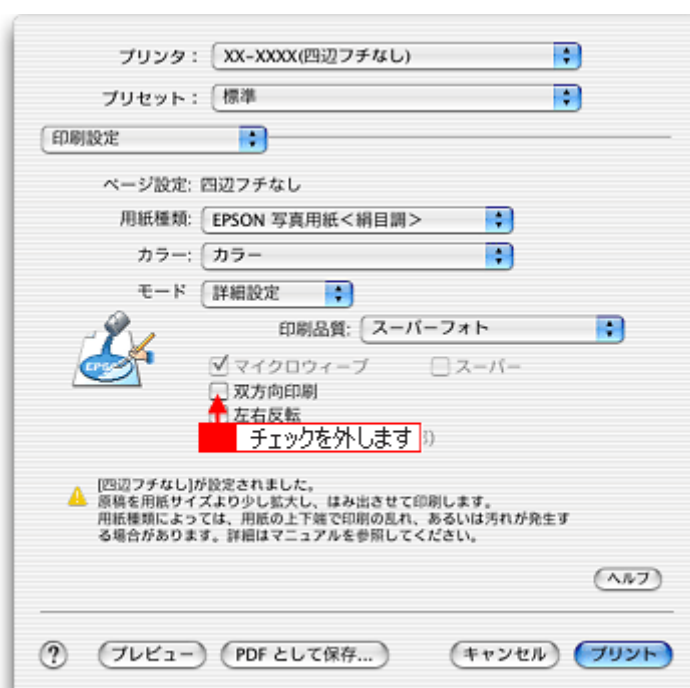 プリンタ： XX-XXXX(四辺フチなし)
プリセット： 標準
印刷設定
ページ設定: 四辺フチなし
用紙種類: EPSON 写真用紙＜絹目調＞
カラー: カラー
モード 詳細設定
印刷品質: スーパーフォト
EPS
マイクロウィーブ スーパー
双方向印刷
左右反転
チェックを外します
[四辺フチなし]が設定されました。
原稿を用紙サイズより少し拡大し、はみ出させて印刷します。
用紙種類によっては、用紙の上下端で印刷の乱れ、あるいは汚れが発生す
る場合があります。詳細はマニュアルを参照してください。
ヘルプ
? プレビュー PDF として保存... キャンセル プリント